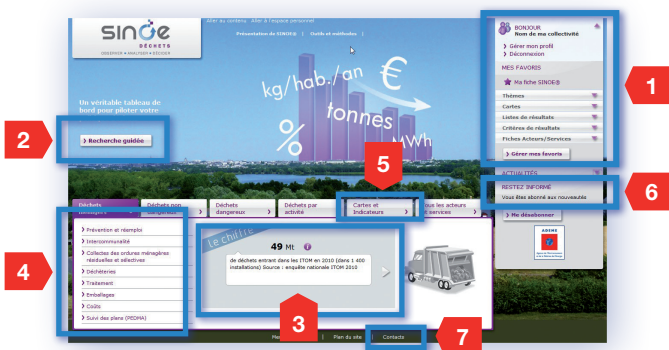 Aller au contenu Aller à l'espace personnel
SINOE
DÉCHETS
OBSERVER • ANALYSER • DÉCIDER
Présentation de SINOE® | Outils et méthodes |
BONJOUR
Nom de ma collectivité
Gérer mon profil
Déconnexion
MES FAVORIS
Ma fiche SINOE®
Thèmes
Cartes
Listes de résultats
Critères de résultats
Fiches Acteurs/Services
Gérer mes favoris
1
kg/hab./an €
tonnes
% MWh
Un véritable tableau de
bord pour piloter votre
2
Recherche guidée
5
ACTUALITÉS
RESTEZ INFORMÉ
Vous êtes abonné aux nouveautés
6
Me désabonner
ADEME
Déchets
Déchets non
dangereux
Déchets
dangereux
Déchets par
activité
Cartes et
Indicateurs
les acteurs
services
4
Prévention et réemploi
Intercommunalité
Collectes des ordures ménagères
résiduelles et sélectives
Déchèteries
Traitement
Emballages
Coûts
Suivi des plans (PEDMA)
Le chiffre
49 Mt
de déchets entrant dans les ITOM en 2010 (dans 1 400
installations) Source : enquête nationale ITOM 2010
3
| Plan du site | Contacts
7